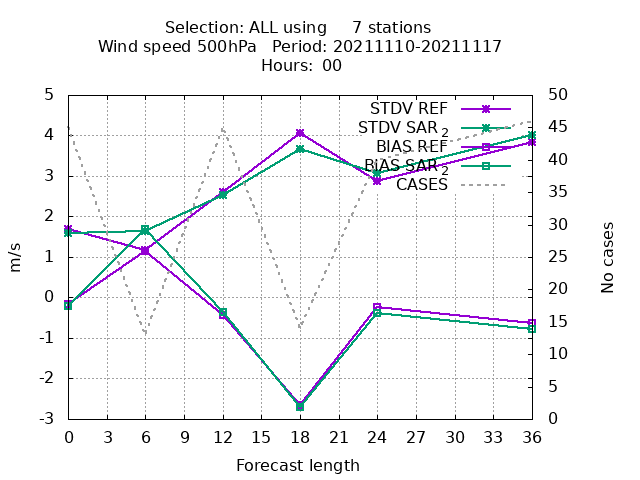 Selection: ALL using 7 stations
Wind speed 500hPa Period: 20211110-20211117
Hours: 00
5
4
3
2
1
0
-1
-2
-3
m/s
50
45
40
35
30
25
20
15
10
5
0
No cases
STDV REF
STDV SAR 2
BIAS REF
BIAS SAR 2
CASES
0 3 6 9 12 15 18 21 24 27 30 33 36
Forecast length